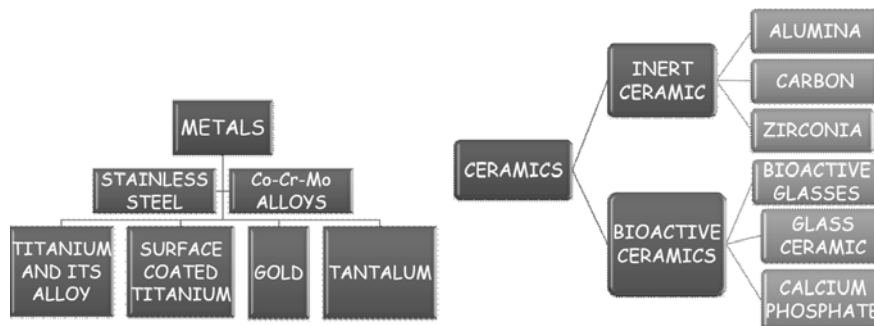 METALS
STAINLESS
STEEL
Co-Cr-Mo
ALLOYS
TITANIUM
AND ITS
ALLOY
SURFACE
COATED
TITANIUM
GOLD
TANTALUM
CERAMICS
INERT
CERAMIC
ALUMINA
CARBON
ZIRCONIA
BIOACTIVE
CERAMICS
BIOACTIVE
GLASSES
GLASS
CERAMIC
CALCIUM
PHOSPHATE